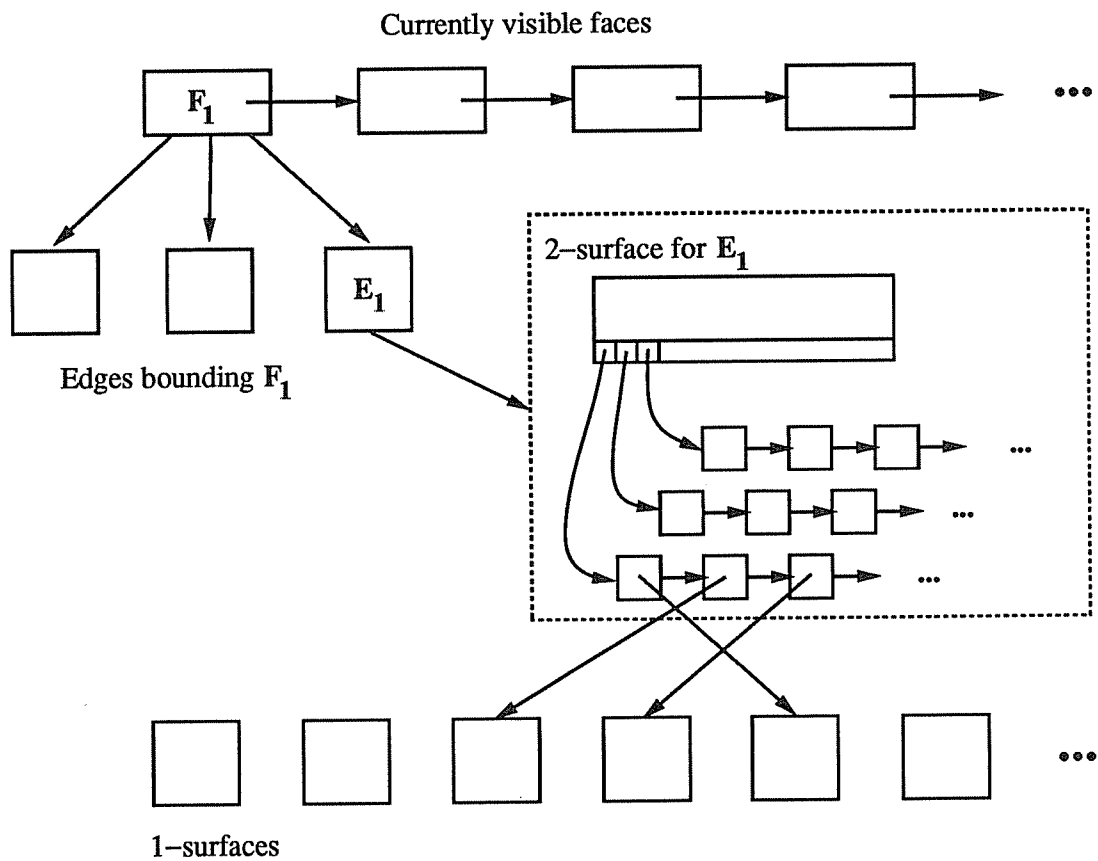 Currently visible faces
F1
2–surface for E1
E1
Edges bounding F1
1–surfaces